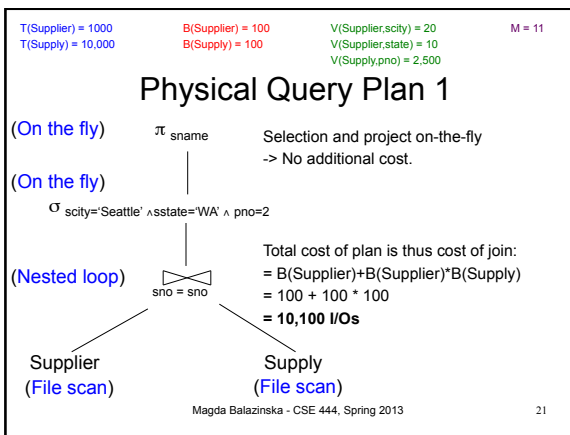 T(Supplier) = 1000 B(Supplier) = 100 V(Supplier,scity) = 20 M = 11
T(Supply) = 10,000 B(Supply) = 100 V(Supplier,state) = 10
V(Supply,pno) = 2,500
Physical Query Plan 1
(On the fly) π sname Selection and project on-the-fly
-> No additional cost.
(On the fly)
σ scity='Seattle' ∧sstate='WA' ∧ pno=2
Total cost of plan is thus cost of join:
(Nested loop) = B(Supplier)+B(Supplier)*B(Supply)
sno = sno = 100 + 100 * 100
= 10,100 I/Os
Supplier Supply
(File scan) (File scan)
Magda Balazinska - CSE 444, Spring 2013 21